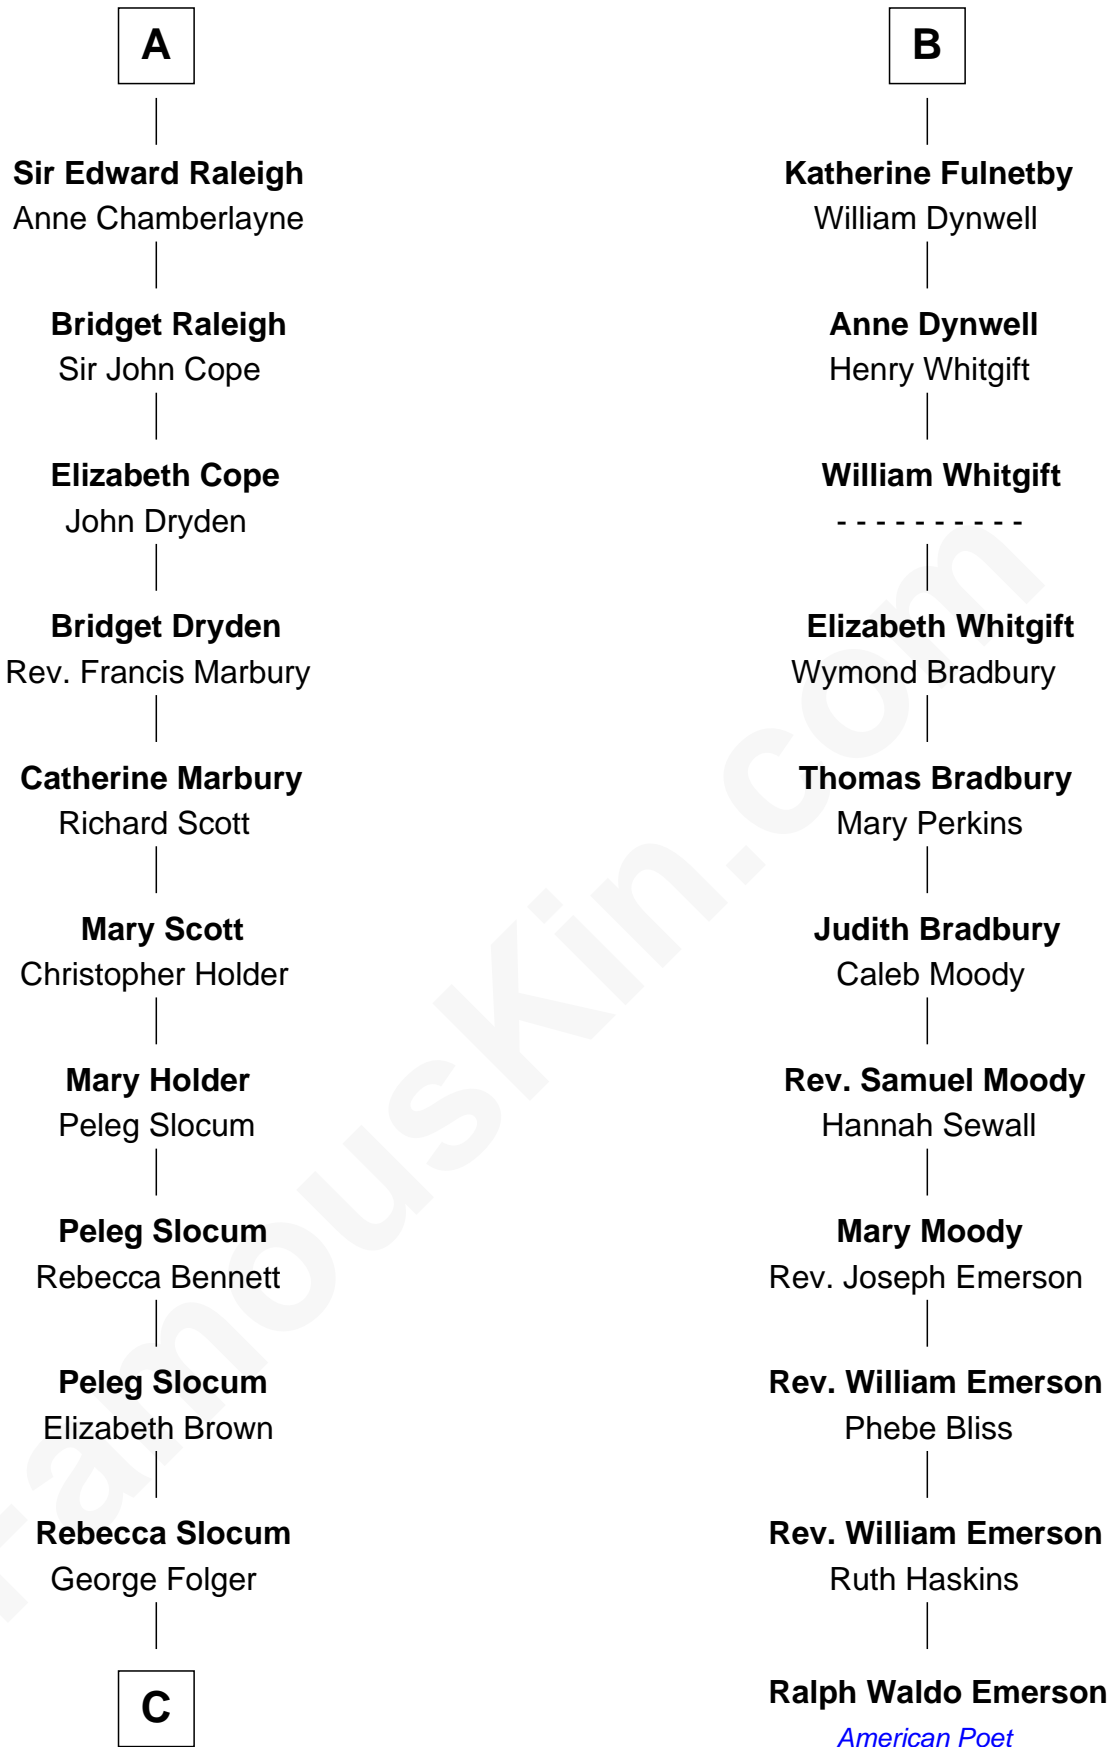 A
Sir Edward Raleigh
Anne Chamberlayne
Bridget Raleigh
Sir John Cope
Elizabeth Cope
John Dryden
Bridget Dryden
Rev. Francis Marbury
Catherine Marbury
Richard Scott
Mary Scott
Christopher Holder
Mary Holder
Peleg Slocum
Peleg Slocum
Rebecca Bennett
Peleg Slocum
Elizabeth Brown
Rebecca Slocum
George Folger
C
B
Katherine Fulnetby
William Dynwell
Anne Dynwell
Henry Whitgift
William Whitgift
- - - - - - - - - -
Elizabeth Whitgift
Wymond Bradbury
Thomas Bradbury
Mary Perkins
Judith Bradbury
Caleb Moody
Rev. Samuel Moody
Hannah Sewall
Mary Moody
Rev. Joseph Emerson
Rev. William Emerson
Phebe Bliss
Rev. William Emerson
Ruth Haskins
Ralph Waldo Emerson
American Poet
FamousKin.com